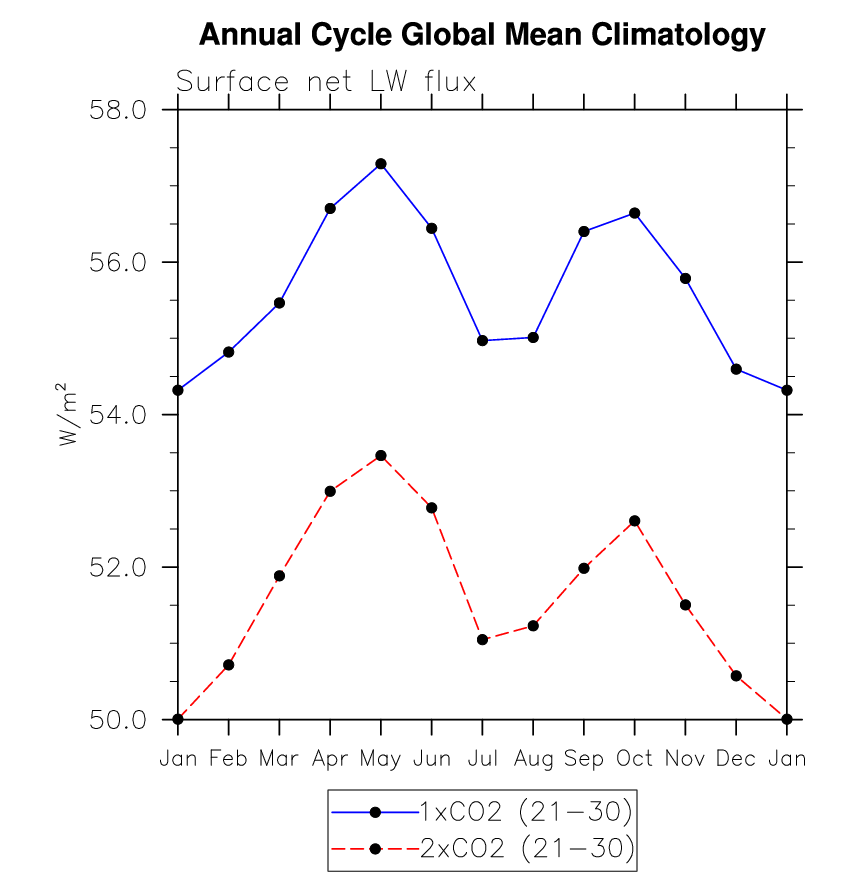 Annual Cycle Global Mean Climatology
Surface net LW flux
58.0
56.0
54.0
52.0
50.0
W/m²
Jan Feb Mar Apr May Jun Jul Aug Sep Oct Nov Dec Jan
1xCO2 (21−30)
2xCO2 (21−30)